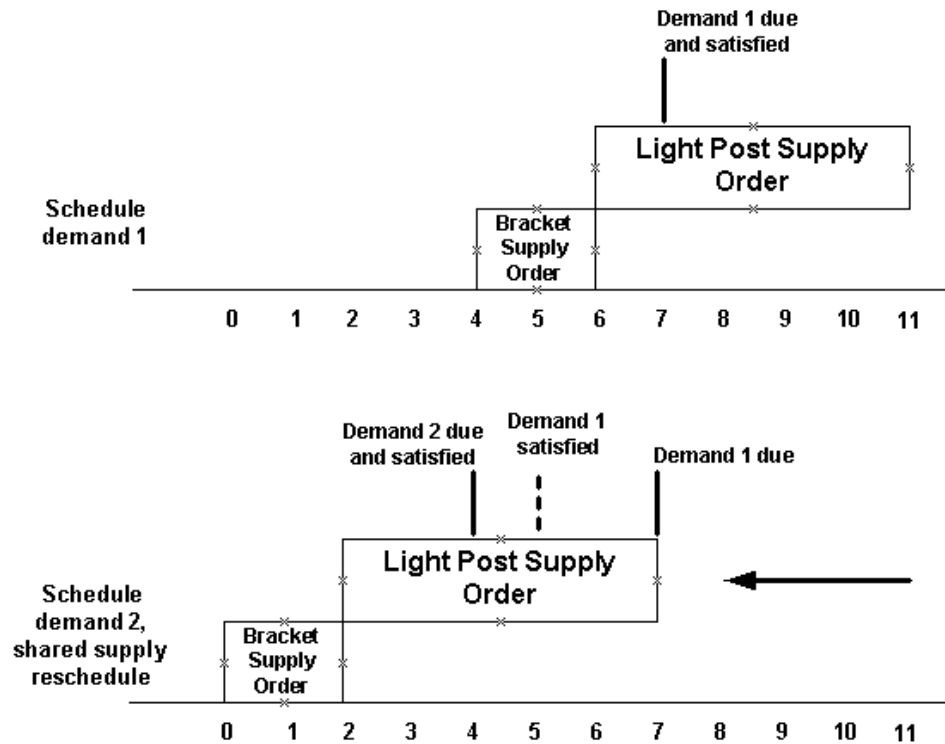 Demand 1 due
and satisfied
Light Post Supply
Order
Schedule
demand 1
Bracket
Supply
Order
0 1 2 3 4 5 6 7 8 9 10 11
Demand 2 due
and satisfied
Demand 1
satisfied
Demand 1 due
Light Post Supply
Order
Schedule
demand 2,
shared supply
reschedule
Bracket
Supply
Order
0 1 2 3 4 5 6 7 8 9 10 11